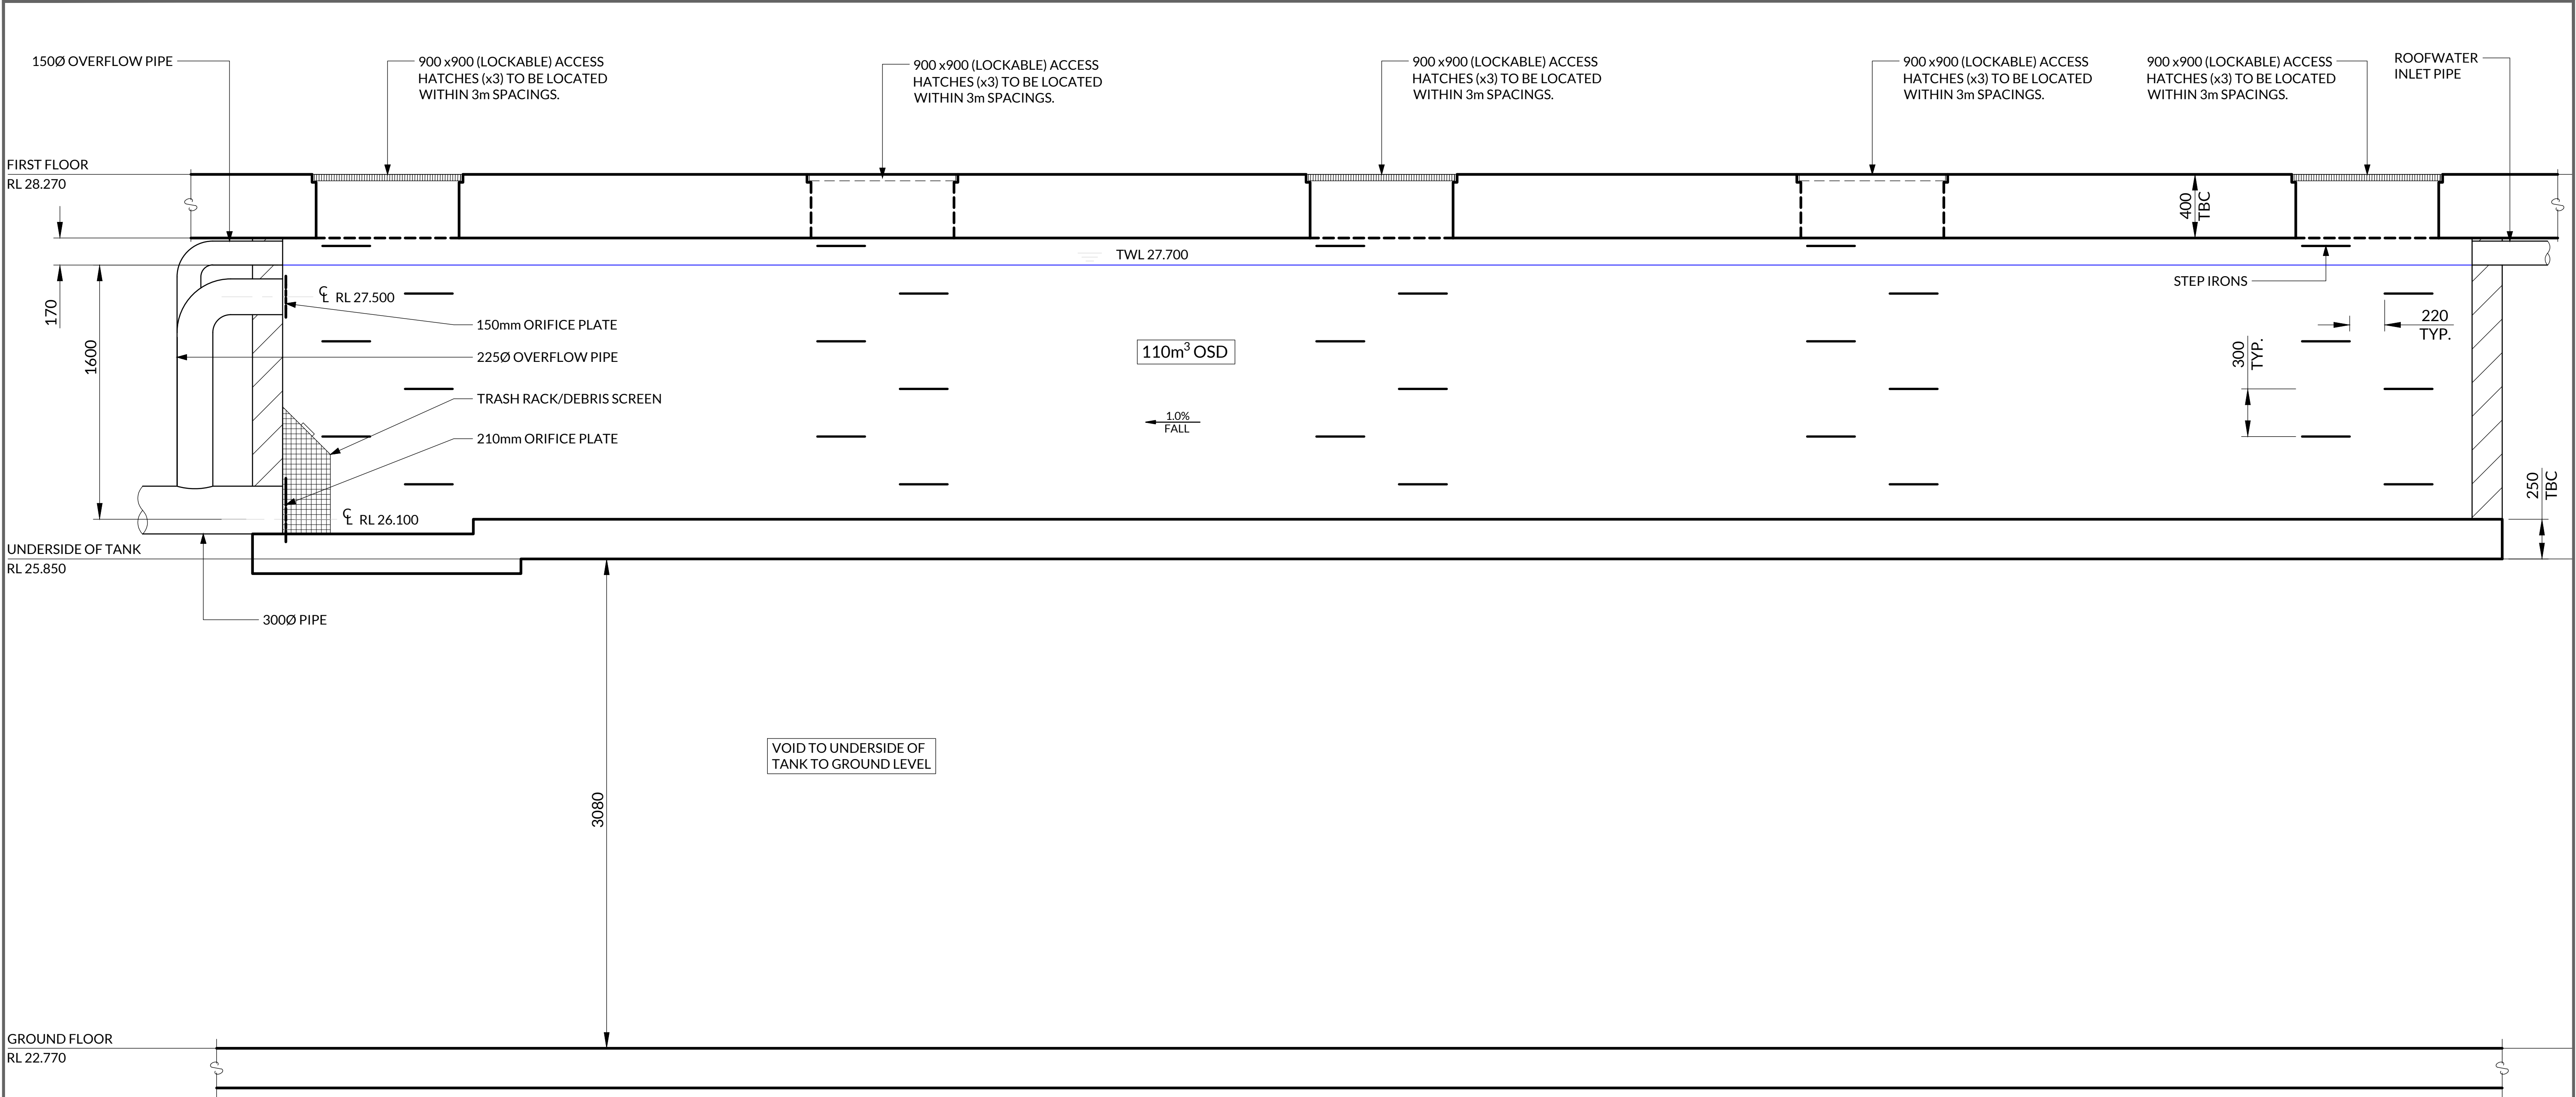 150Ø OVERFLOW PIPE
900 x900 (LOCKABLE) ACCESS
HATCHES (x3) TO BE LOCATED
WITHIN 3m SPACINGS.
900 x900 (LOCKABLE) ACCESS
HATCHES (x3) TO BE LOCATED
WITHIN 3m SPACINGS.
900 x900 (LOCKABLE) ACCESS
HATCHES (x3) TO BE LOCATED
WITHIN 3m SPACINGS.
900 x900 (LOCKABLE) ACCESS
HATCHES (x3) TO BE LOCATED
WITHIN 3m SPACINGS.
900 x900 (LOCKABLE) ACCESS
HATCHES (x3) TO BE LOCATED
WITHIN 3m SPACINGS.
ROOFWATER
INLET PIPE
FIRST FLOOR
RL 28.270
400
TBC
TWL 27.700
170
1600
℄ RL 27.500
STEP IRONS
150mm ORIFICE PLATE
225Ø OVERFLOW PIPE
110m³ OSD
220
TYP.
300
TYP.
TRASH RACK/DEBRIS SCREEN
1.0%
FALL
210mm ORIFICE PLATE
℄ RL 26.100
250
TBC
UNDERSIDE OF TANK
RL 25.850
300Ø PIPE
VOID TO UNDERSIDE OF
TANK TO GROUND LEVEL
3080
GROUND FLOOR
RL 22.770